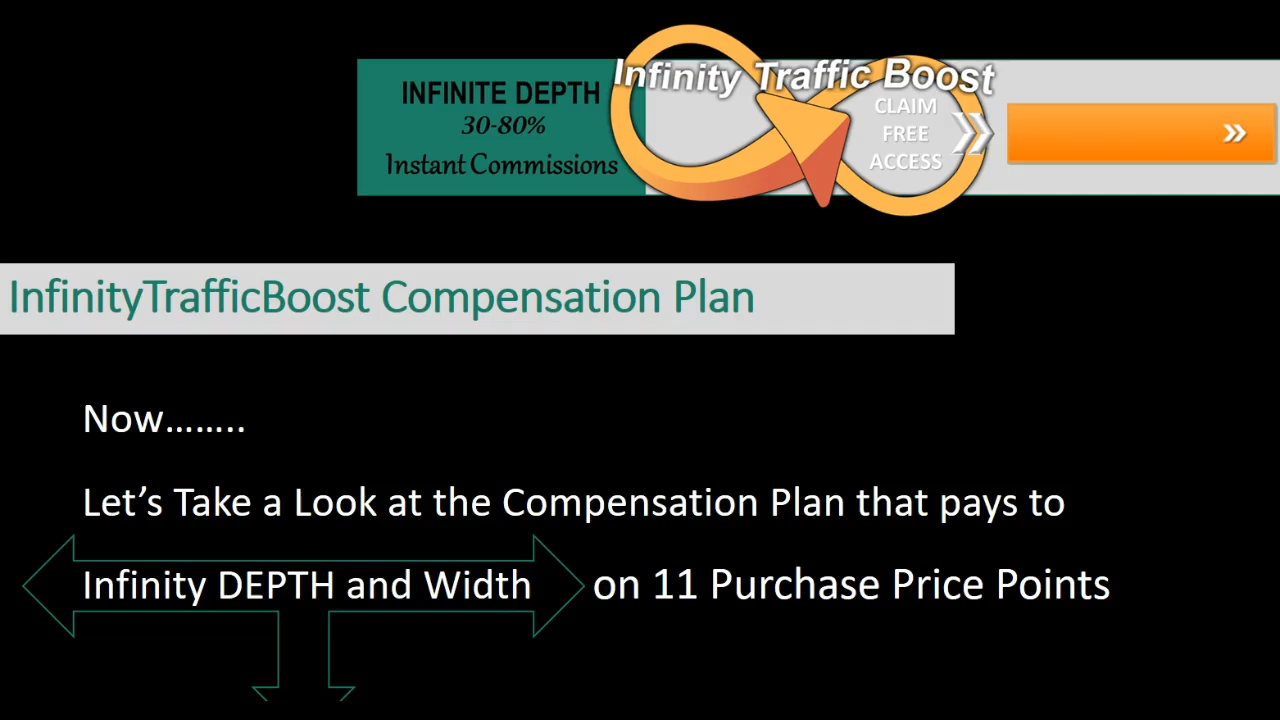 INFINITE DEPTH
30-80%
Instant Commissions
Infinity Traffic Boost
CLAIM
FREE
ACCESS
InfinityTrafficBoost Compensation Plan
Now........
Let’s Take a Look at the Compensation Plan that pays to
Infinity DEPTH and Width on 11 Purchase Price Points